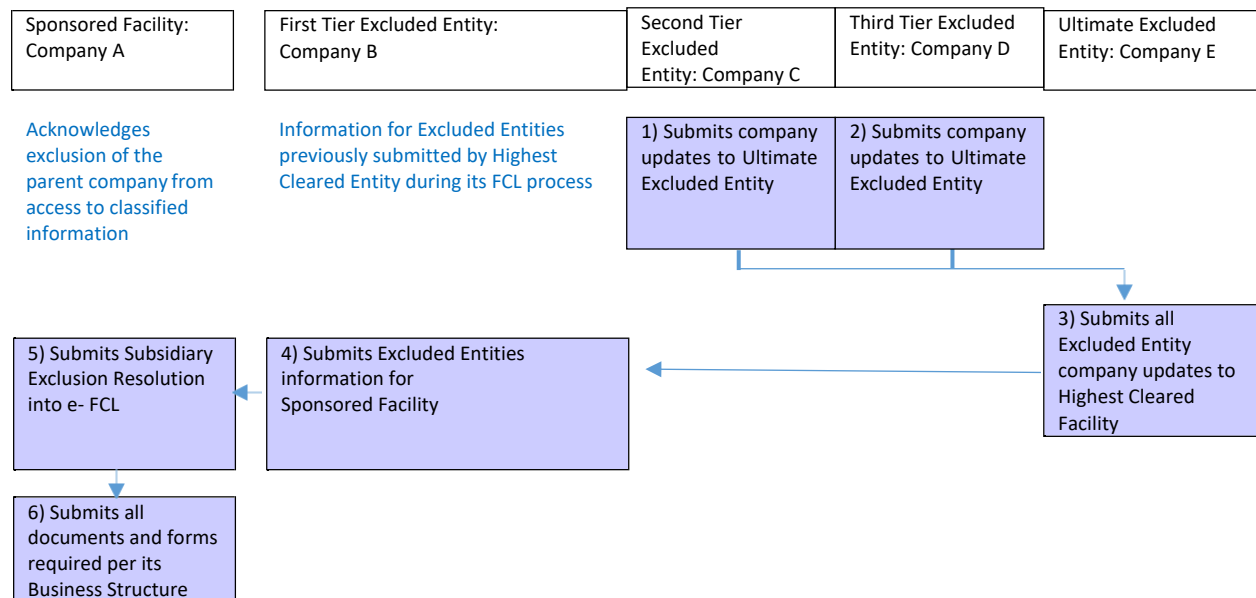 Sponsored Facility:
Company A
First Tier Excluded Entity:
Company B
Second Tier
Excluded
Entity: Company C
Third Tier Excluded
Entity: Company D
Ultimate Excluded
Entity: Company E
Acknowledges
exclusion of the
parent company from
access to classified
information
Information for Excluded Entities
previously submitted by Highest
Cleared Entity during its FCL process
1) Submits company
updates to Ultimate
Excluded Entity
2) Submits company
updates to Ultimate
Excluded Entity
3) Submits all
Excluded Entity
company updates to
Highest Cleared
Facility
4) Submits Excluded Entities
information for
Sponsored Facility
5) Submits Subsidiary
Exclusion Resolution
into e- FCL
6) Submits all
documents and forms
required per its
Business Structure